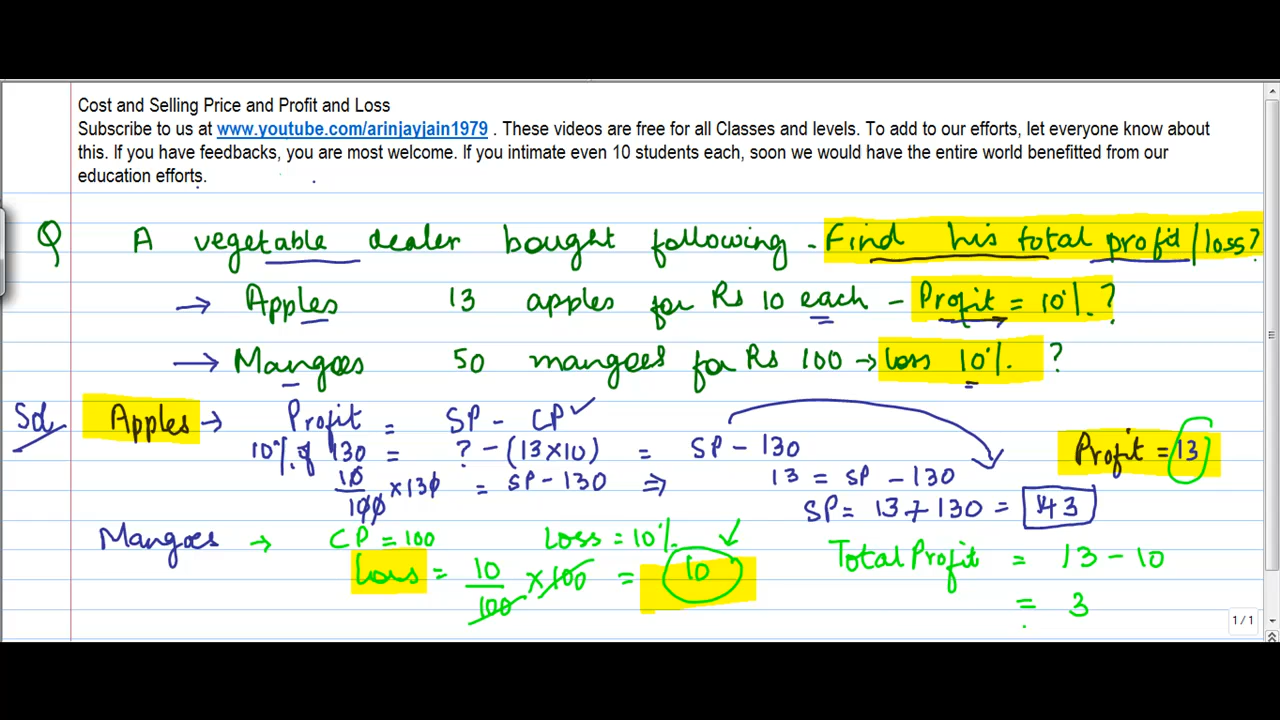 Cost and Selling Price and Profit and Loss
Subscribe to us at www.youtube.com/arinjayjain1979 . These videos are free for all Classes and levels. To add to our efforts, let everyone know about
this. If you have feedbacks, you are most welcome. If you intimate even 10 students each, soon we would have the entire world benefitted from our
education efforts.
Q A vegetable dealer bought following - Find his total profit/loss?
→ Apples 13 apples for Rs 10 each - Profit = 10%. ?
→ Mangoes 50 mangoes for Rs 100 → loss 10%. ?
Sol Apples → Profit = SP - CP ✓
10% of 130 = ? - (13×10) = SP - 130 Profit = 13
10/100 × 130 = SP - 130 ⇒ 13 = SP - 130
SP = 13 + 130 = 143
Mangoes → CP = 100 Loss = 10%. Total Profit = 13 - 10
Loss = 10/100 × 100 = 10
= 3
1 / 1